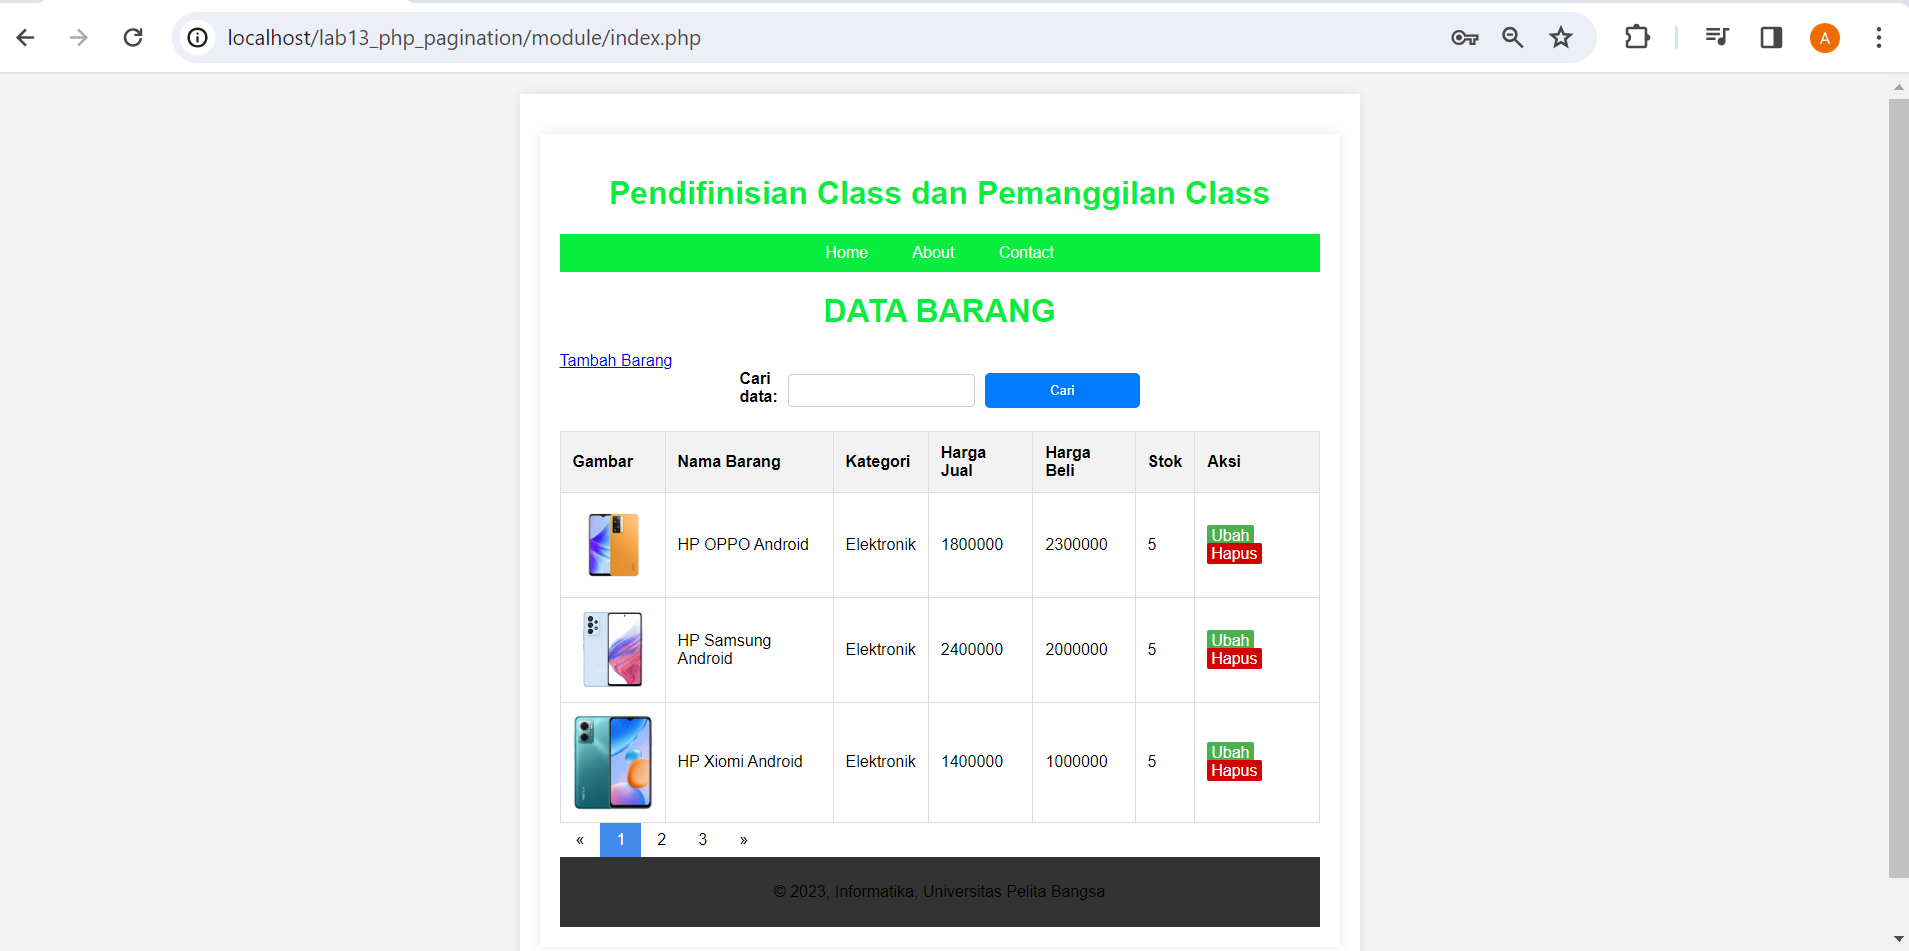 localhost/lab13_php_pagination/module/index.php
A
Pendifinisian Class dan Pemanggilan Class
Home About Contact
DATA BARANG
Tambah Barang
Cari
data:
Cari
Gambar Nama Barang Kategori Harga Jual Harga Beli Stok Aksi
HP OPPO Android Elektronik 1800000 2300000 5 Ubah
Hapus
HP Samsung Android Elektronik 2400000 2000000 5 Ubah
Hapus
HP Xiomi Android Elektronik 1400000 1000000 5 Ubah
Hapus
« 1 2 3 »
© 2023, Informatika, Universitas Pelita Bangsa